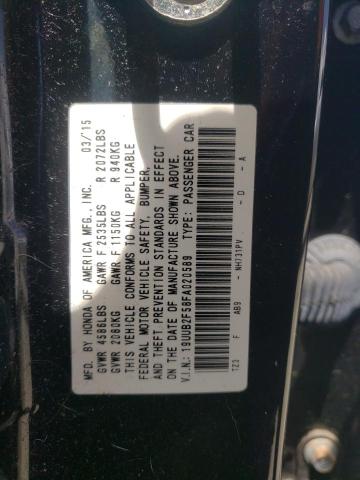 MFD. BY HONDA OF AMERICA MFG., INC. 03/15
GVWR 4586LBS GAWR F 2535LBS R 2072LBS
GVWR 2080KG GAWR F 1150KG R 940KG
THIS VEHICLE CONFORMS TO ALL APPLICABLE
FEDERAL MOTOR VEHICLE SAFETY, BUMPER,
AND THEFT PREVENTION STANDARDS IN EFFECT
ON THE DATE OF MANUFACTURE SHOWN ABOVE.
V.I.N.: 19UUB2F58FA020589 TYPE: PASSENGER CAR
TZ3 F AB9 - NH731PV - D - A